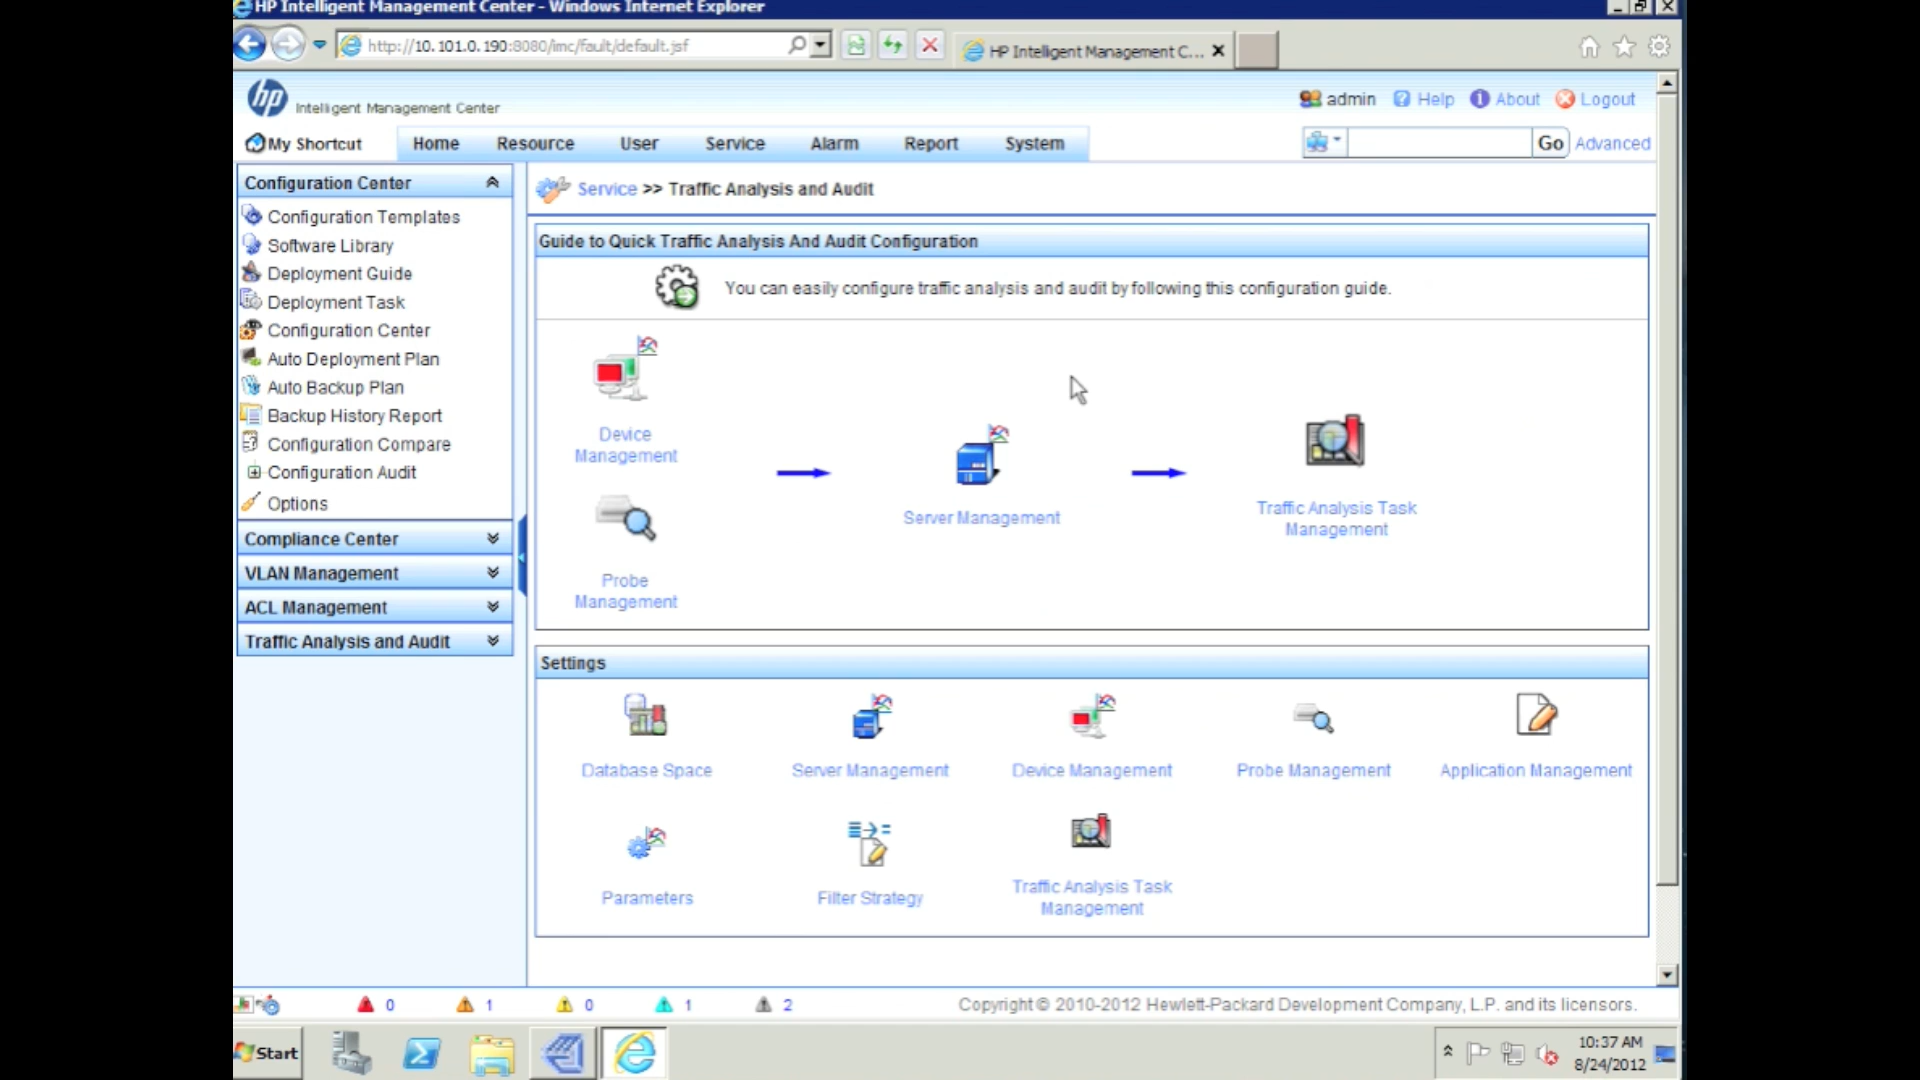 HP Intelligent Management Center - Windows Internet Explorer
http://10.101.0.190:8080/imc/fault/default.jsf
HP Intelligent Management C...
hp Intelligent Management Center
admin Help About Logout
My Shortcut Home Resource User Service Alarm Report System Go Advanced
Configuration Center
Configuration Templates
Software Library
Deployment Guide
Deployment Task
Configuration Center
Auto Deployment Plan
Auto Backup Plan
Backup History Report
Configuration Compare
Configuration Audit
Options
Compliance Center
VLAN Management
ACL Management
Traffic Analysis and Audit
Service >> Traffic Analysis and Audit
Guide to Quick Traffic Analysis And Audit Configuration
You can easily configure traffic analysis and audit by following this configuration guide.
Device
Management
Probe
Management
Server Management
Traffic Analysis Task
Management
Settings
Database Space Server Management Device Management Probe Management Application Management
Parameters Filter Strategy Traffic Analysis Task
Management
0 1 0 1 2
Copyright © 2010-2012 Hewlett-Packard Development Company, L.P. and its licensors.
Start
10:37 AM
8/24/2012